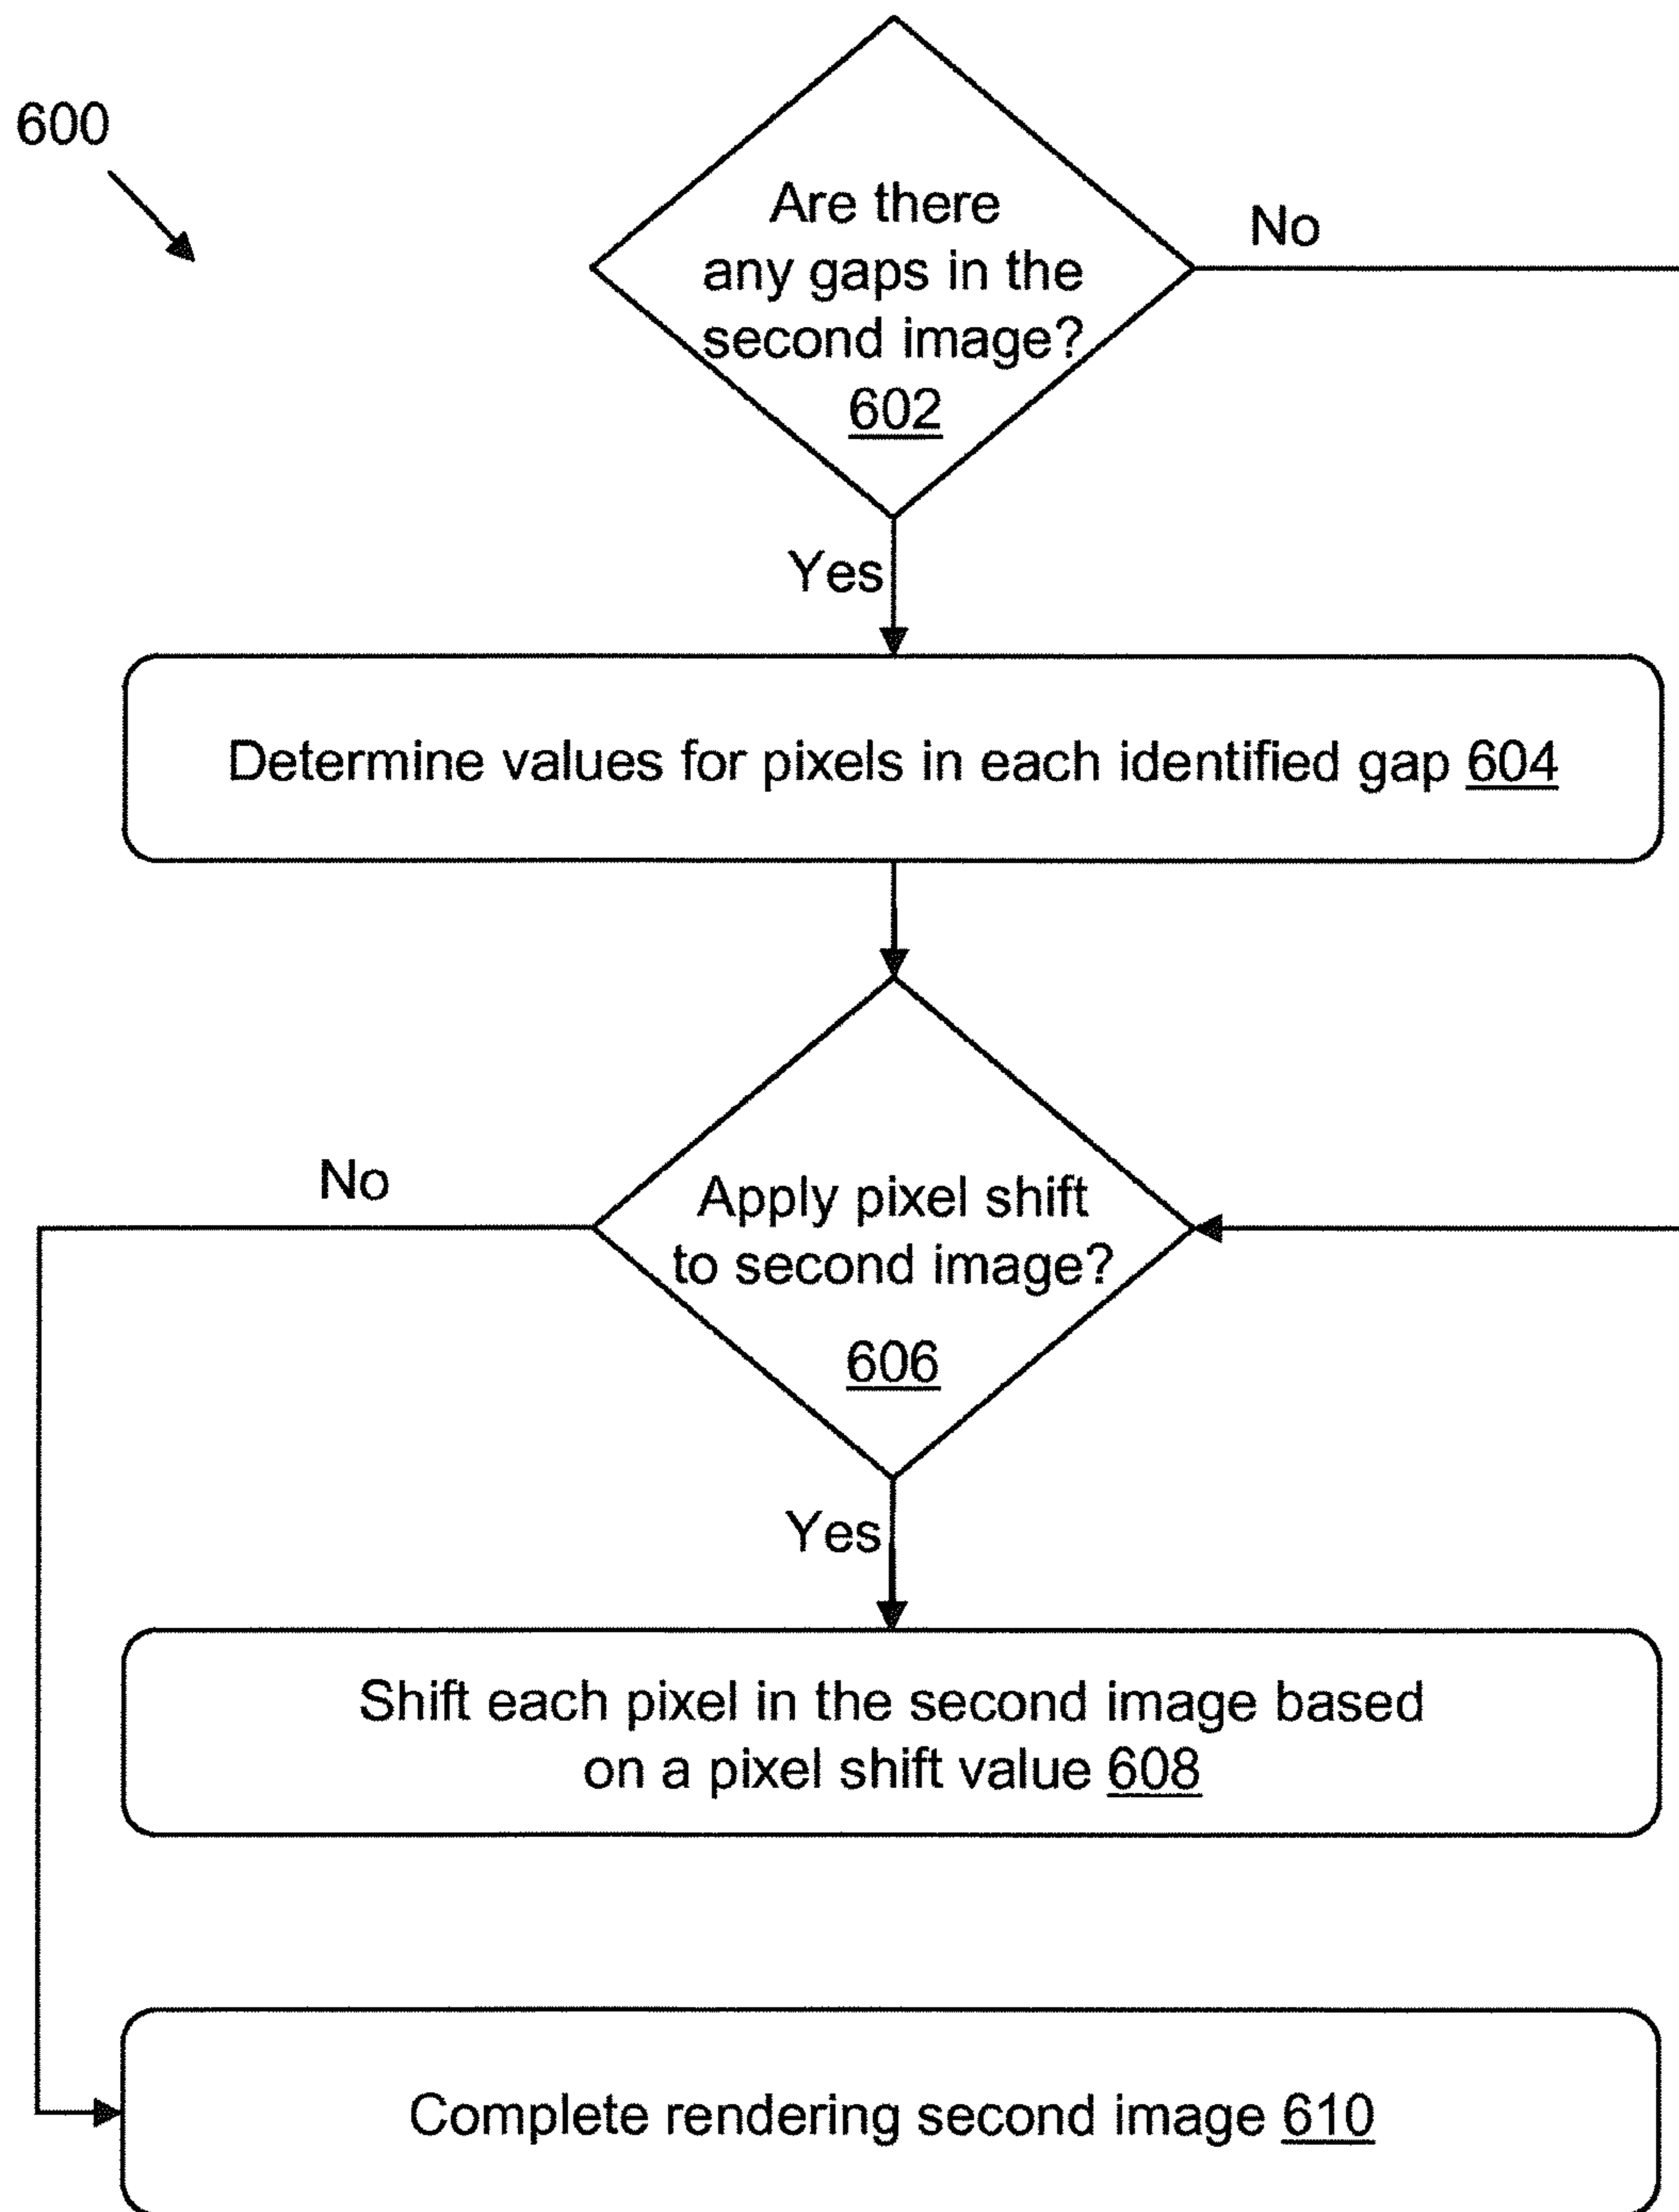 600
Are there
any gaps in the
second image?
602
No
Yes
Determine values for pixels in each identified gap 604
No
Apply pixel shift
to second image?
606
Yes
Shift each pixel in the second image based
on a pixel shift value 608
Complete rendering second image 610